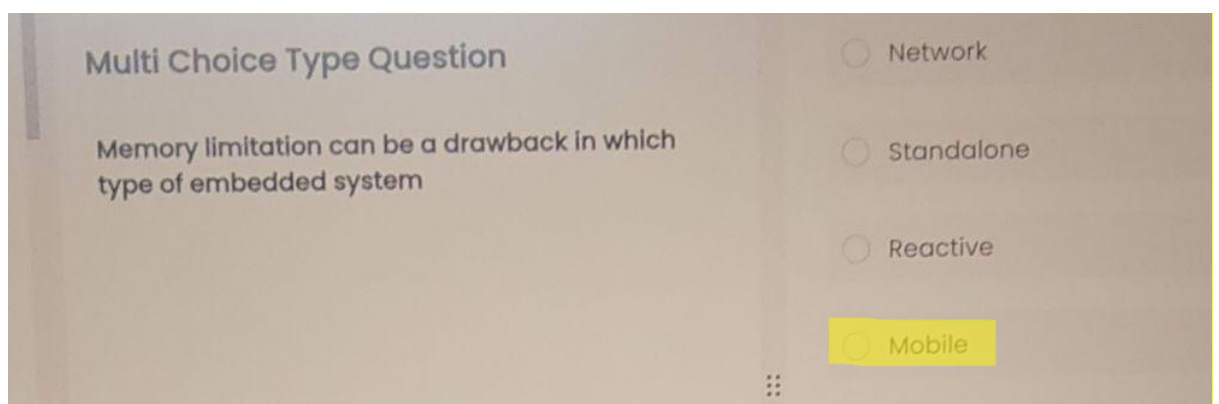 Multi Choice Type Question
Memory limitation can be a drawback in which
type of embedded system
Network
Standalone
Reactive
Mobile